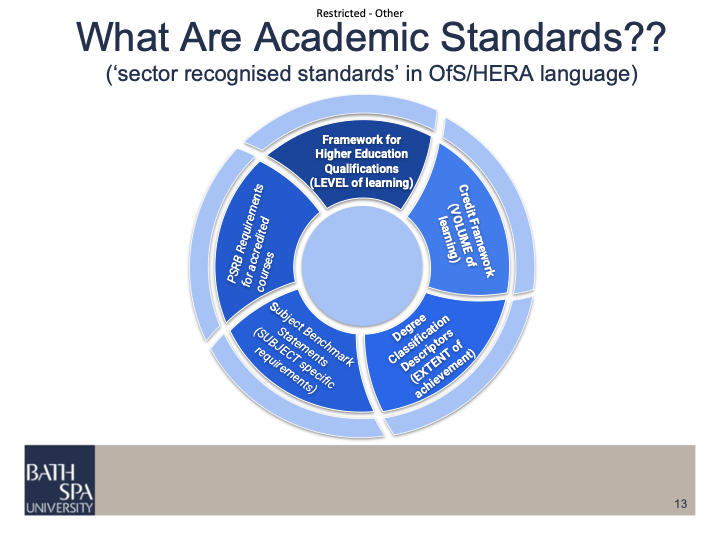 Restricted - Other
What Are Academic Standards??
(‘sector recognised standards’ in OfS/HERA language)
Framework for
Higher Education
Qualifications
(LEVEL of learning)
Credit Framework
(VOLUME of
learning)
Degree
Classification
Descriptors
(EXTENT of
achievement)
Subject Benchmark
Statements
(SUBJECT specific
requirements)
PSRB Requirements
for accredited
courses
BATH
SPA
UNIVERSITY
13